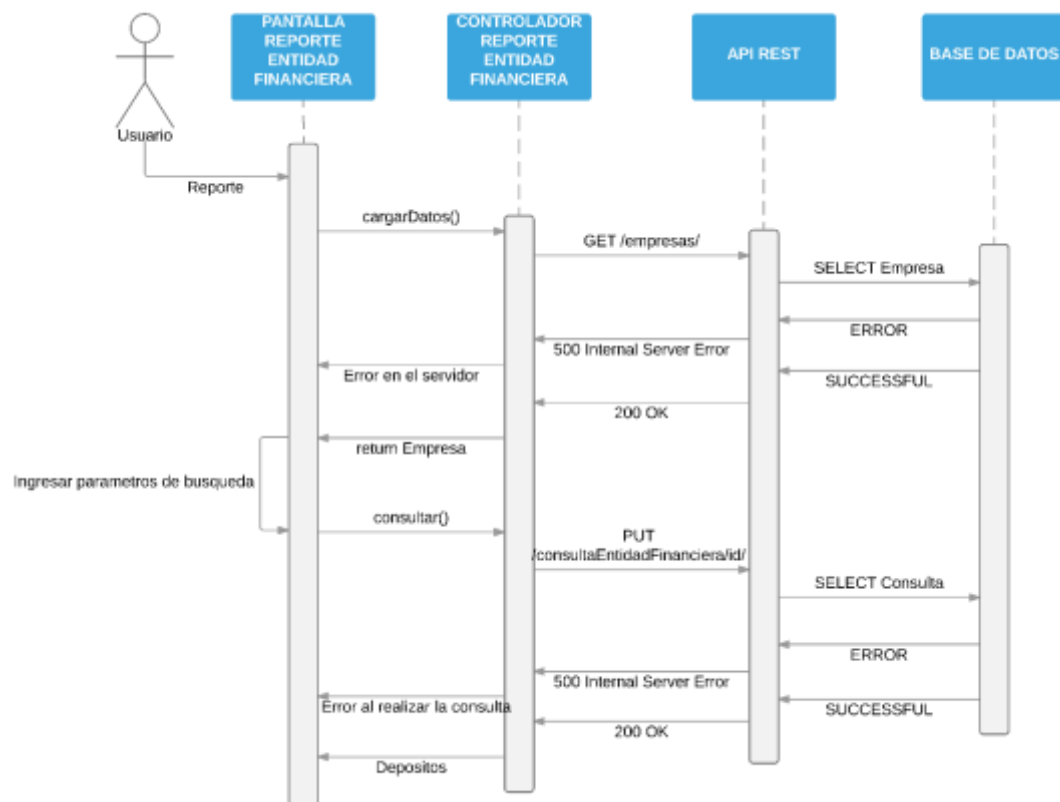 PANTALLA
REPORTE
ENTIDAD
FINANCIERA
CONTROLADOR
REPORTE
ENTIDAD
FINANCIERA
API REST
BASE DE DATOS
Usuario
Reporte
cargarDatos()
GET /empresas/
SELECT Empresa
ERROR
500 Internal Server Error
Error en el servidor
SUCCESSFUL
200 OK
return Empresa
Ingresar parametros de busqueda
consultar()
PUT
/consultaEntidadFinanciera/id/
SELECT Consulta
ERROR
500 Internal Server Error
Error al realizar la consulta
SUCCESSFUL
200 OK
Depositos